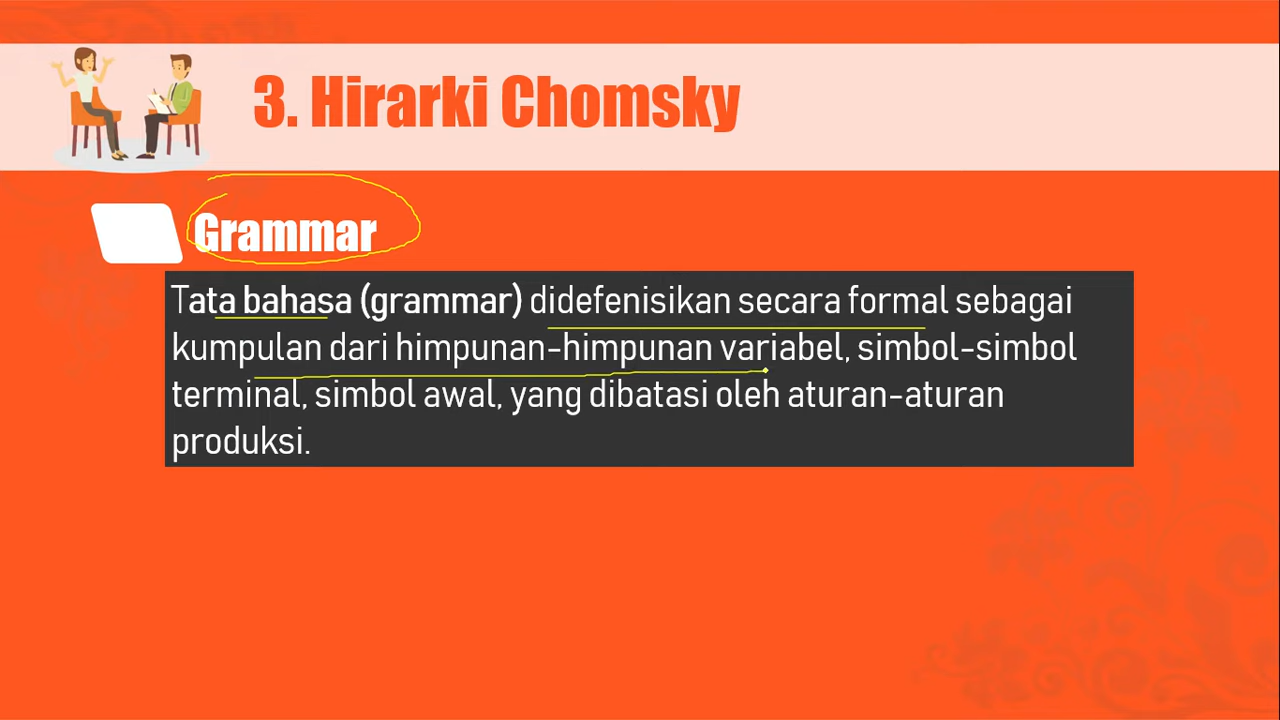 3. Hirarki Chomsky
Grammar
Tata bahasa (grammar) didefenisikan secara formal sebagai
kumpulan dari himpunan-himpunan variabel, simbol-simbol
terminal, simbol awal, yang dibatasi oleh aturan-aturan
produksi.